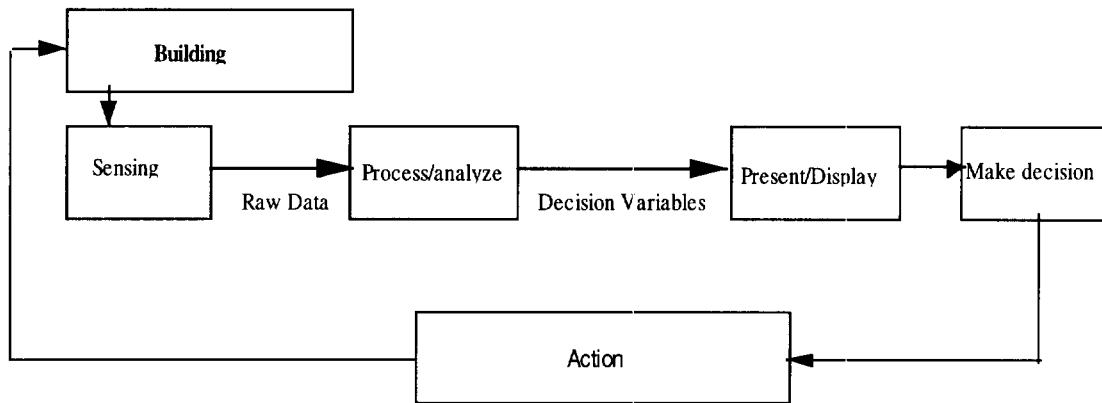 Building
Sensing
Raw Data
Process/analyze
Decision Variables
Present/Display
Make decision
Action